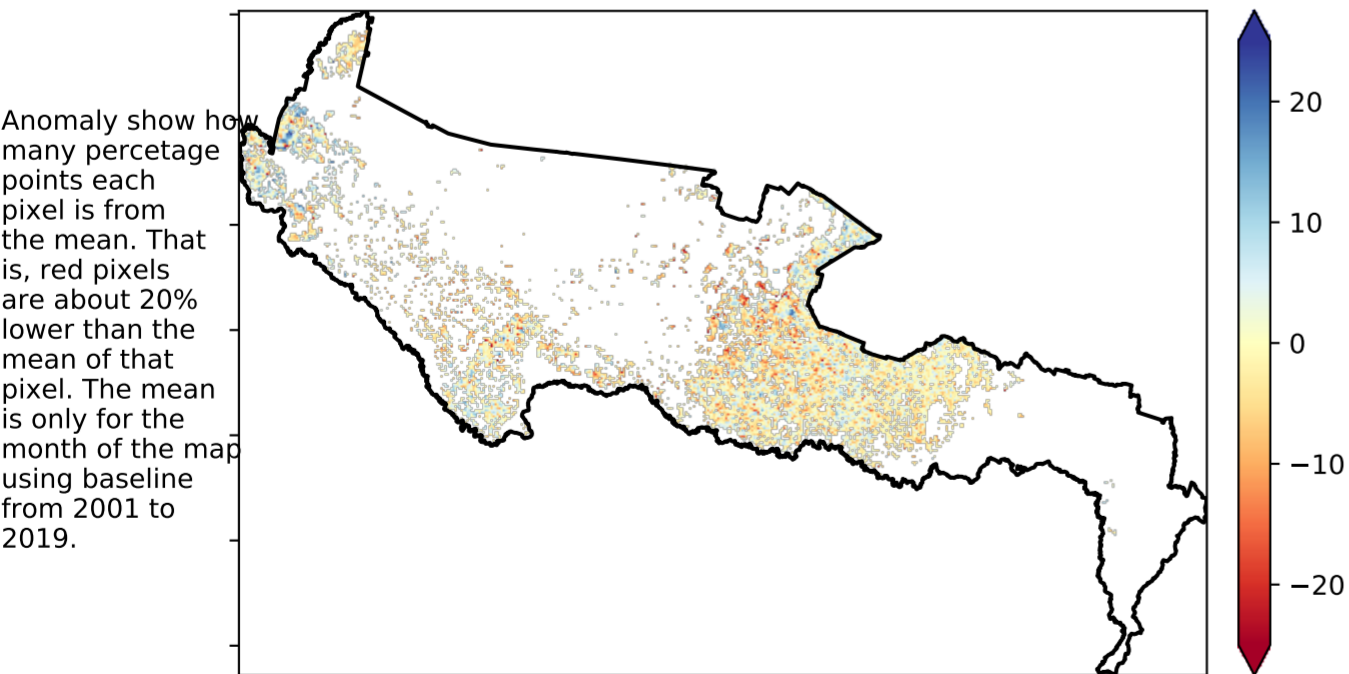 Anomaly show how
many percetage
points each
pixel is from
the mean. That
is, red pixels
are about 20%
lower than the
mean of that
pixel. The mean
is only for the
month of the map
using baseline
from 2001 to
2019.
20
10
0
−10
−20